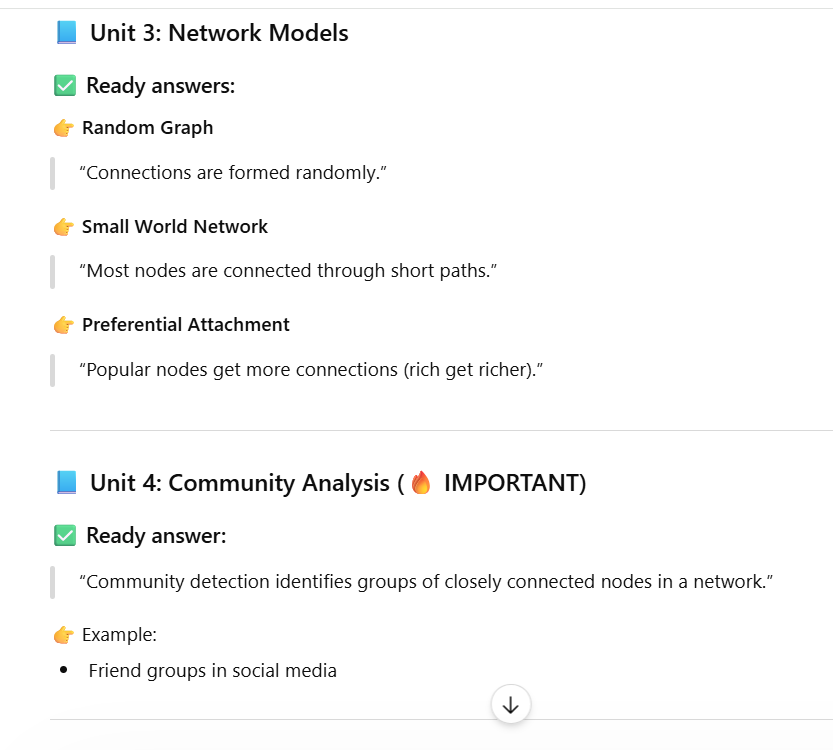 📘 Unit 3: Network Models
✅ Ready answers:
👉 Random Graph
“Connections are formed randomly.”
👉 Small World Network
“Most nodes are connected through short paths.”
👉 Preferential Attachment
“Popular nodes get more connections (rich get richer).”
📘 Unit 4: Community Analysis (🔥 IMPORTANT)
✅ Ready answer:
“Community detection identifies groups of closely connected nodes in a network.”
👉 Example:
• Friend groups in social media